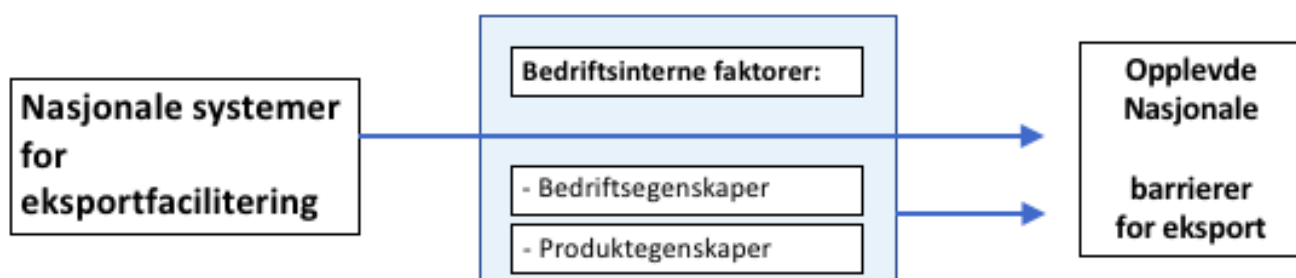 Nasjonale systemer
for
eksportfacilitering
Bedriftsinterne faktorer:
- Bedriftsegenskaper
- Produktegenskaper
Opplevde
Nasjonale
barrierer
for eksport